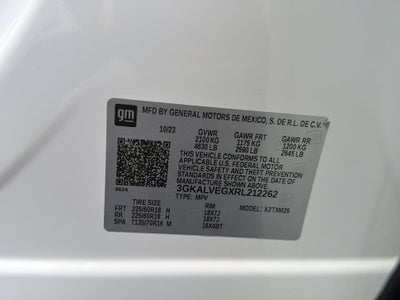 gm
MFD BY GENERAL MOTORS DE MEXICO, S. DE R.L. DE C.V.
10/23 GVWR GAWR FRT GAWR RR
2100 KG 1175 KG 1200 KG
4630 LB 2590 LB 2645 LB
THIS VEHICLE CONFORMS TO ALL
APPLICABLE U.S. FEDERAL MOTOR
VEHICLE SAFETY AND THEFT PREVENTION
STANDARDS IN EFFECT ON THE DATE OF
MANUFACTURE SHOWN ABOVE.
3GKALVEGXRL212262
TYPE: MPV MODEL: X2TXM26
TIRE SIZE RIM
FRT 225/60R18 H 18X7J
RR 225/60R18 H 18X7J
SPA T135/70R16 M 16X4BT